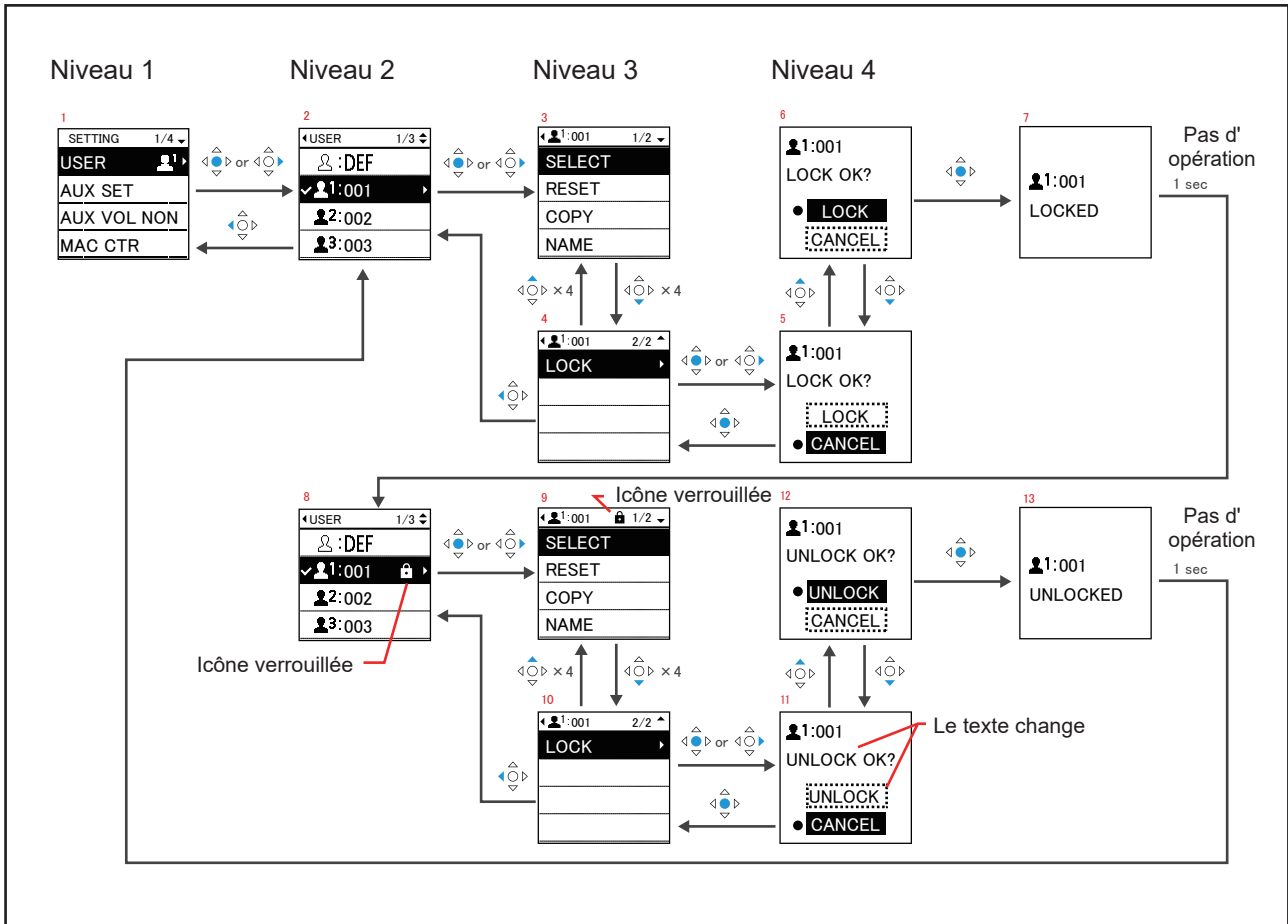 Niveau 1
Niveau 2
Niveau 3
Niveau 4
1
SETTING 1/4
USER 1
AUX SET
AUX VOL NON
MAC CTR
or
2
USER 1/3
:DEF
1:001
2:002
3:003
or
3
1:001 1/2
SELECT
RESET
COPY
NAME
×4
×4
4
1:001 2/2
LOCK
or
6
1:001
LOCK OK?
LOCK
CANCEL
5
1:001
LOCK OK?
LOCK
CANCEL
7
1:001
LOCKED
Pas d'
opération
1 sec
8
USER 1/3
:DEF
1:001
2:002
3:003
Icône verrouillée
or
9
Icône verrouillée
1:001 1/2
SELECT
RESET
COPY
NAME
×4
×4
10
1:001 2/2
LOCK
or
12
1:001
UNLOCK OK?
UNLOCK
CANCEL
11
1:001
UNLOCK OK?
UNLOCK
CANCEL
Le texte change
13
1:001
UNLOCKED
Pas d'
opération
1 sec